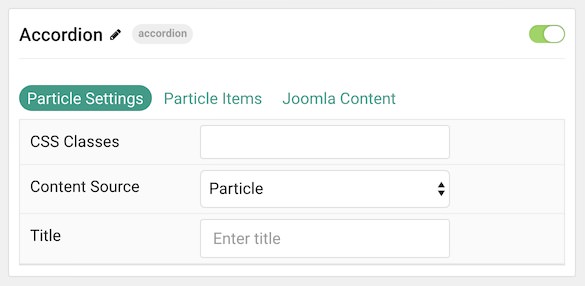 Accordion accordion
Particle Settings Particle Items Joomla Content
CSS Classes
Content Source Particle
Title Enter title